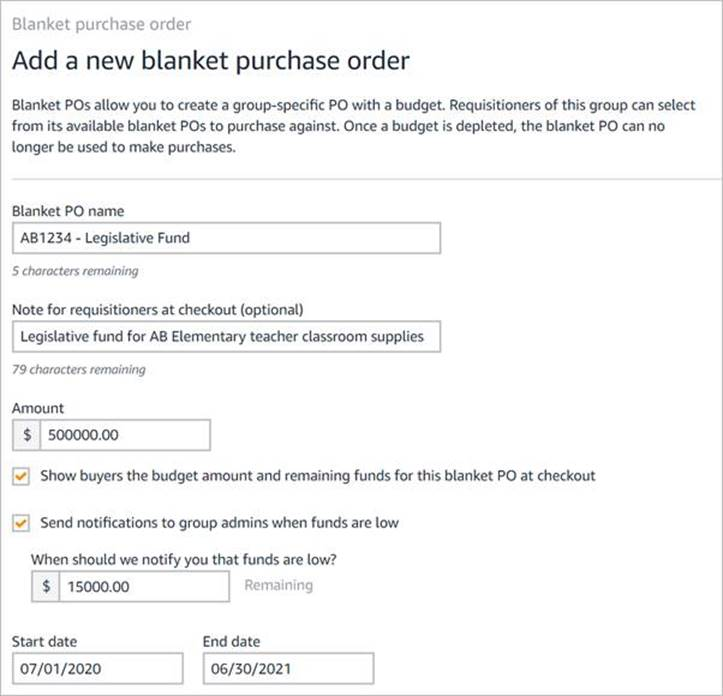 Blanket purchase order
Add a new blanket purchase order
Blanket POs allow you to create a group-specific PO with a budget. Requisitioners of this group can select
from its available blanket POs to purchase against. Once a budget is depleted, the blanket PO can no
longer be used to make purchases.
Blanket PO name
AB1234 - Legislative Fund
5 characters remaining
Note for requisitioners at checkout (optional)
Legislative fund for AB Elementary teacher classroom supplies
79 characters remaining
Amount
$ 500000.00
Show buyers the budget amount and remaining funds for this blanket PO at checkout
Send notifications to group admins when funds are low
When should we notify you that funds are low?
$ 15000.00 Remaining
Start date End date
07/01/2020 06/30/2021